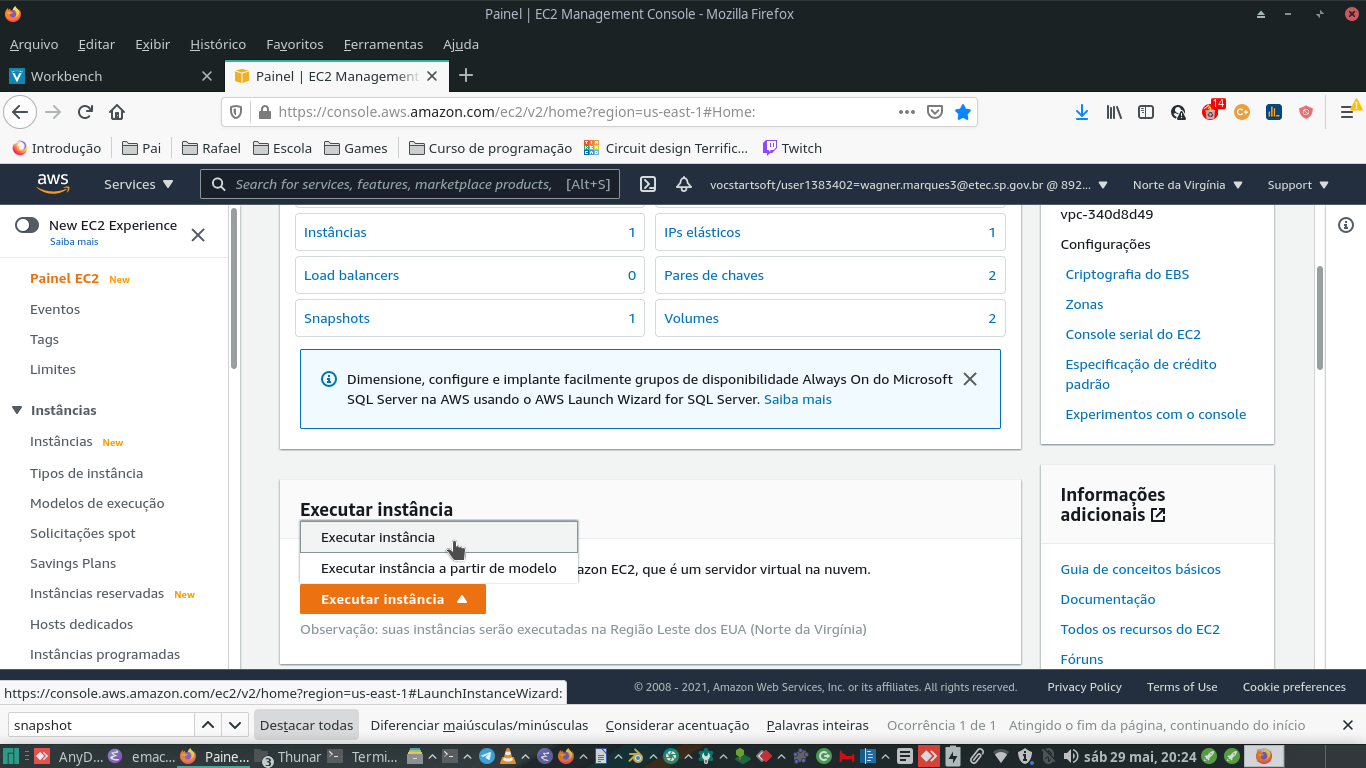 Painel | EC2 Management Console - Mozilla Firefox
Arquivo Editar Exibir Histórico Favoritos Ferramentas Ajuda
Workbench
Painel | EC2 Management
https://console.aws.amazon.com/ec2/v2/home?region=us-east-1#Home:
14
Introdução Pai Rafael Escola Games Curso de programação Circuit design Terrific... Twitch
aws Services Search for services, features, marketplace products, [Alt+S] vocstartsoft/user1383402=wagner.marques3@etec.sp.gov.br @ 892... Norte da Virgínia Support
New EC2 Experience
Saiba mais
Painel EC2 New
Eventos
Tags
Limites
Instâncias
Instâncias New
Tipos de instância
Modelos de execução
Solicitações spot
Savings Plans
Instâncias reservadas New
Hosts dedicados
Instâncias programadas
Instâncias 1
IPs elásticos 1
Load balancers 0
Pares de chaves 2
Snapshots 1
Volumes 2
Dimensione, configure e implante facilmente grupos de disponibilidade Always On do Microsoft
SQL Server na AWS usando o AWS Launch Wizard for SQL Server. Saiba mais
Executar instância
Executar instância
Executar instância a partir de modelo
azon EC2, que é um servidor virtual na nuvem.
Executar instância
Observação: suas instâncias serão executadas na Região Leste dos EUA (Norte da Virgínia)
vpc-340d8d49
Configurações
Criptografia do EBS
Zonas
Console serial do EC2
Especificação de crédito
padrão
Experimentos com o console
Informações
adicionais
Guia de conceitos básicos
Documentação
Todos os recursos do EC2
Fóruns
https://console.aws.amazon.com/ec2/v2/home?region=us-east-1#LaunchInstanceWizard:
© 2008 - 2021, Amazon Web Services, Inc. or its affiliates. All rights reserved. Privacy Policy Terms of Use Cookie preferences
snapshot Destacar todas Diferenciar maiúsculas/minúsculas Considerar acentuação Palavras inteiras Ocorrência 1 de 1 Atingido o fim da página, continuando do início
AnyD... emac... Paine... 3 Thunar Termi... sáb 29 mai, 20:24